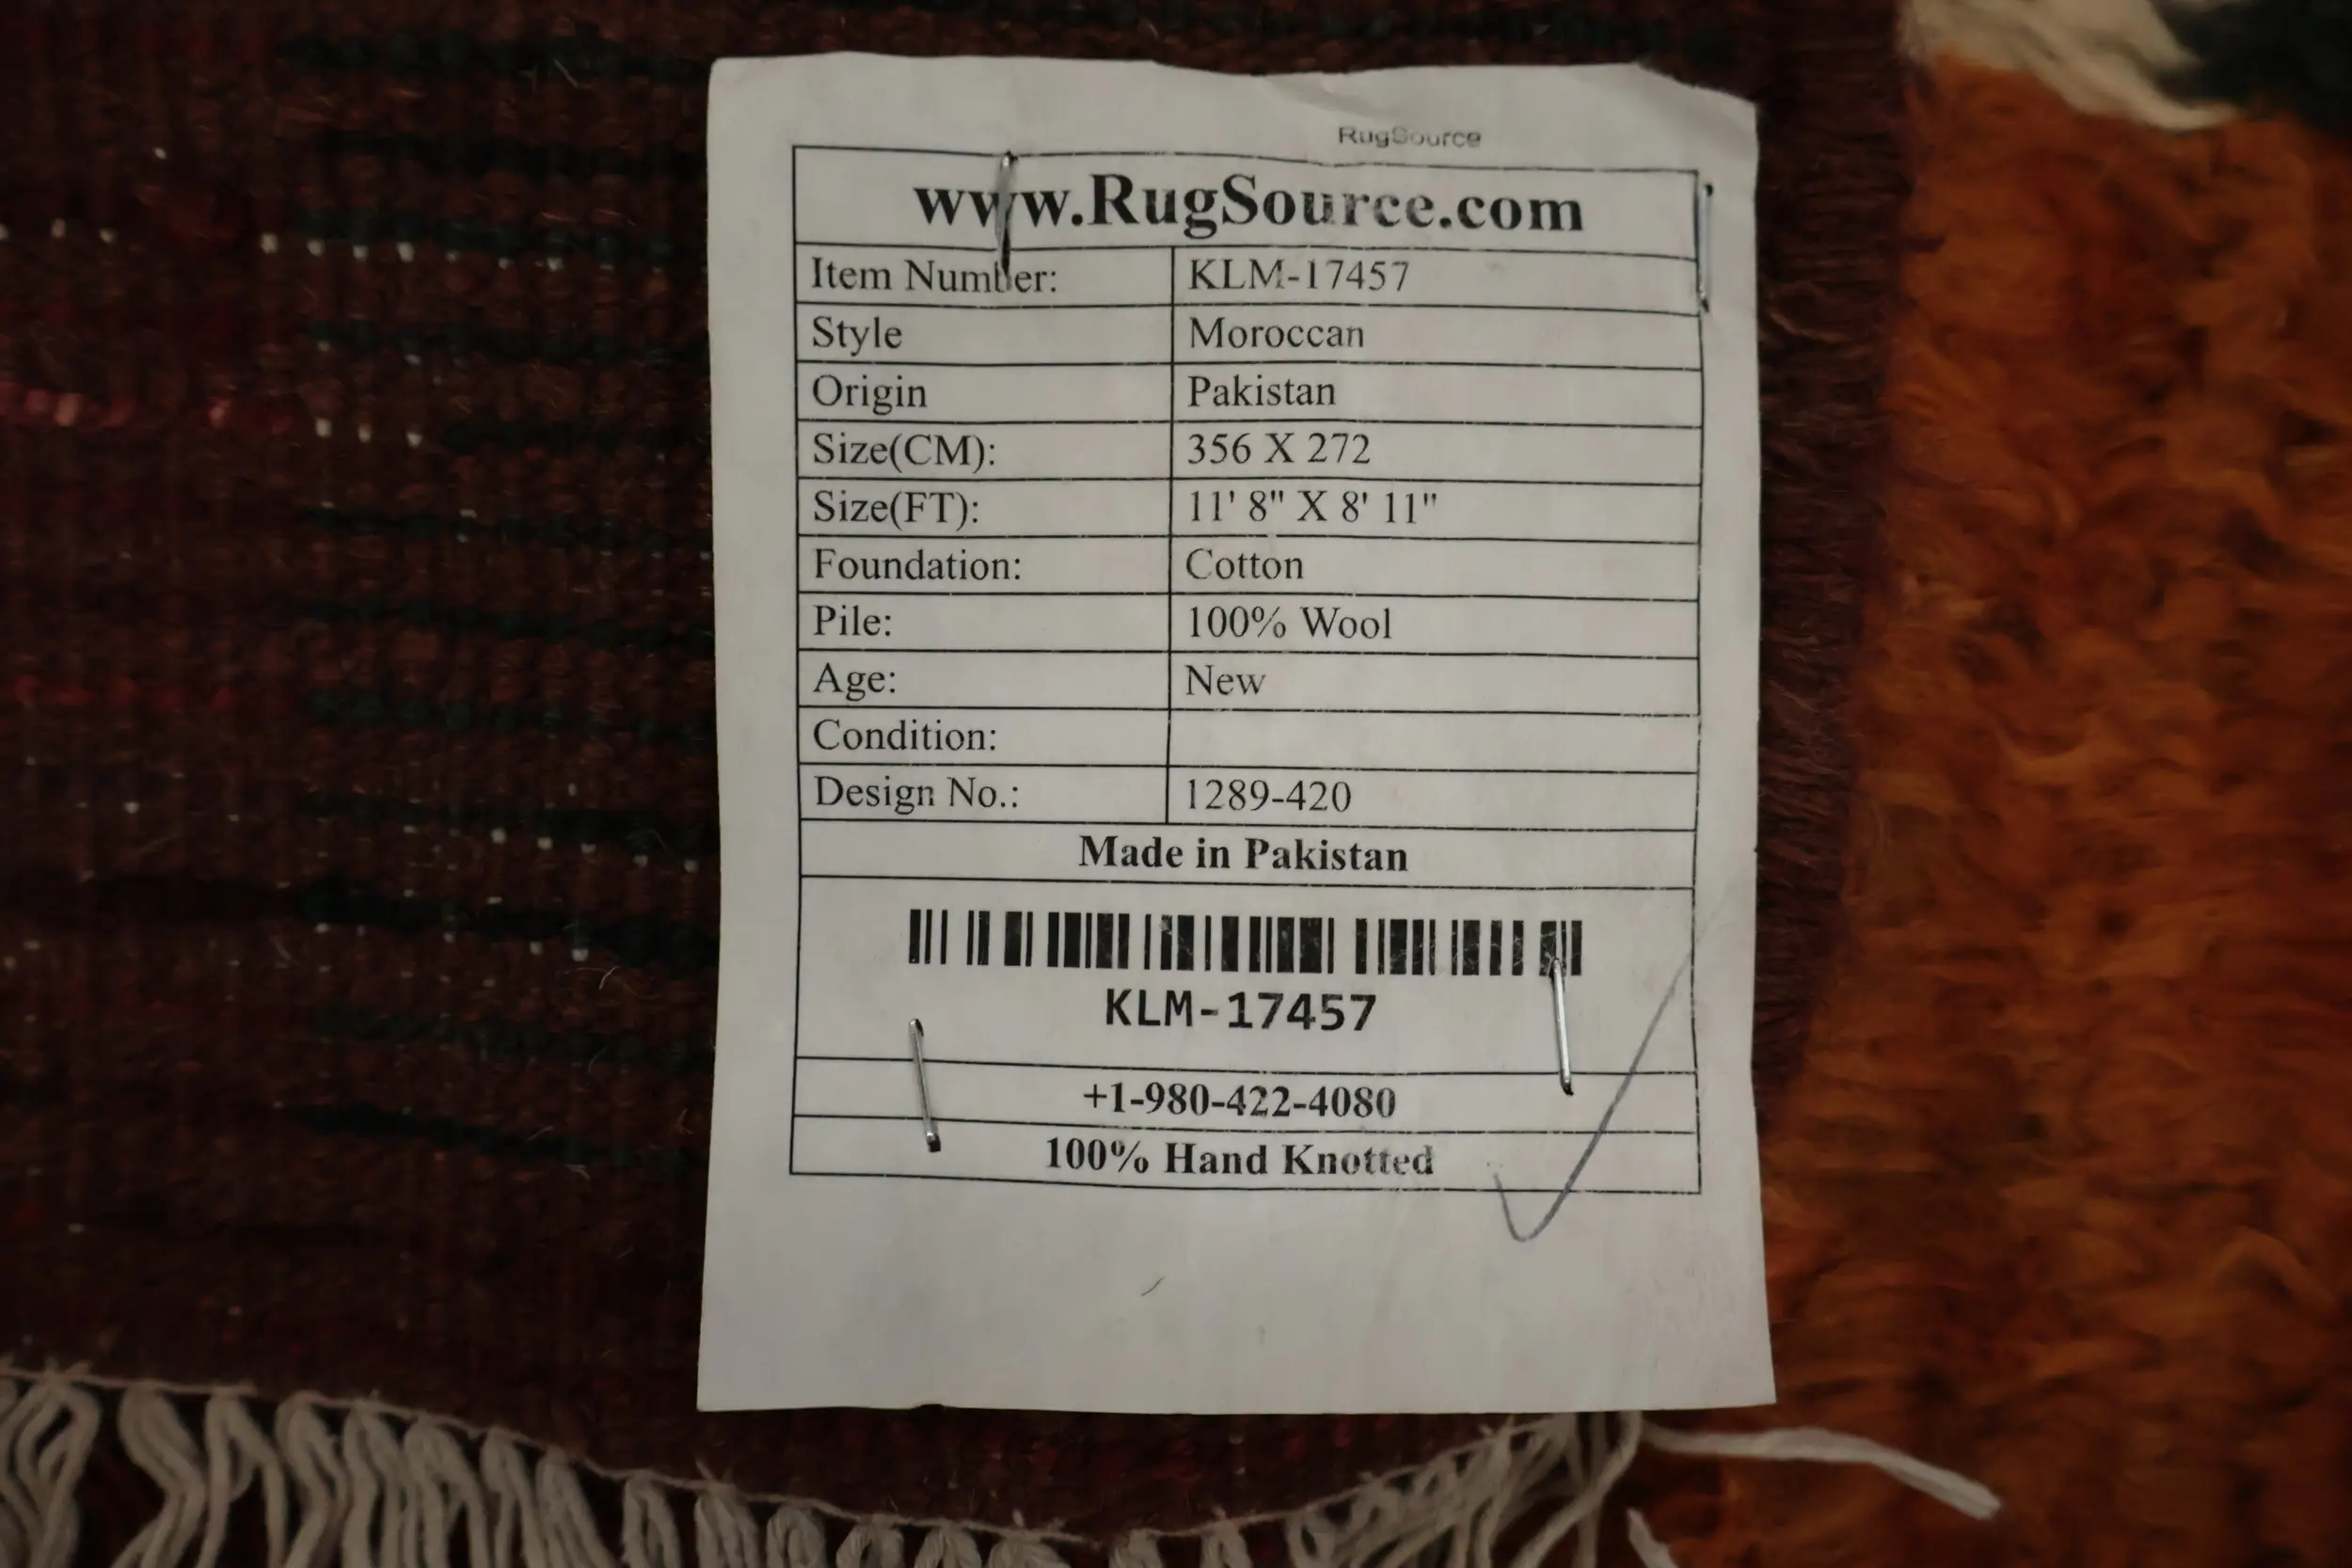 RugSource
www.RugSource.com
Item Number: KLM-17457
Style Moroccan
Origin Pakistan
Size(CM): 356 X 272
Size(FT): 11' 8" X 8' 11"
Foundation: Cotton
Pile: 100% Wool
Age: New
Condition:
Design No.: 1289-420
Made in Pakistan
KLM-17457
+1-980-422-4080
100% Hand Knotted